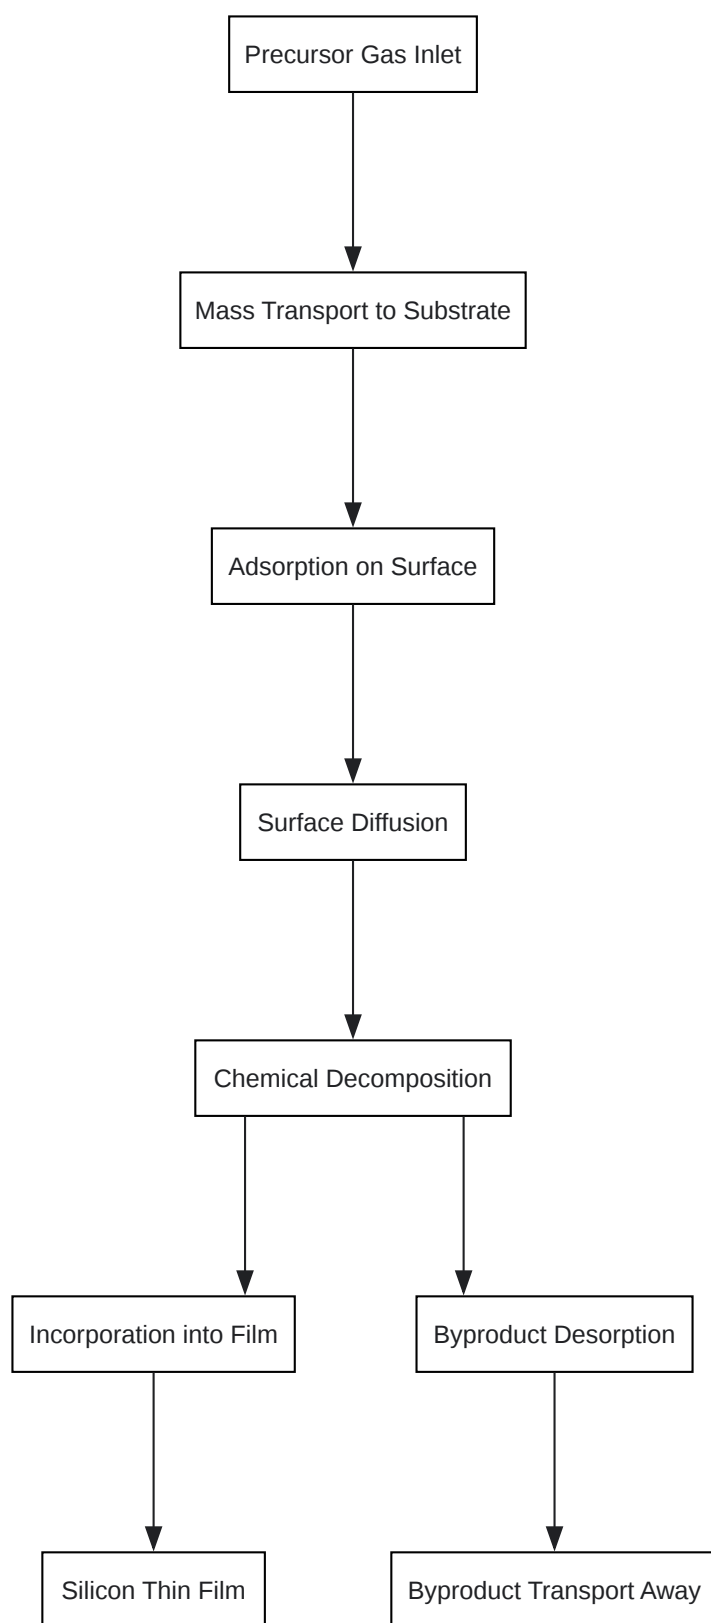 Precursor Gas Inlet
Mass Transport to Substrate
Adsorption on Surface
Surface Diffusion
Chemical Decomposition
Incorporation into Film
Byproduct Desorption
Silicon Thin Film
Byproduct Transport Away